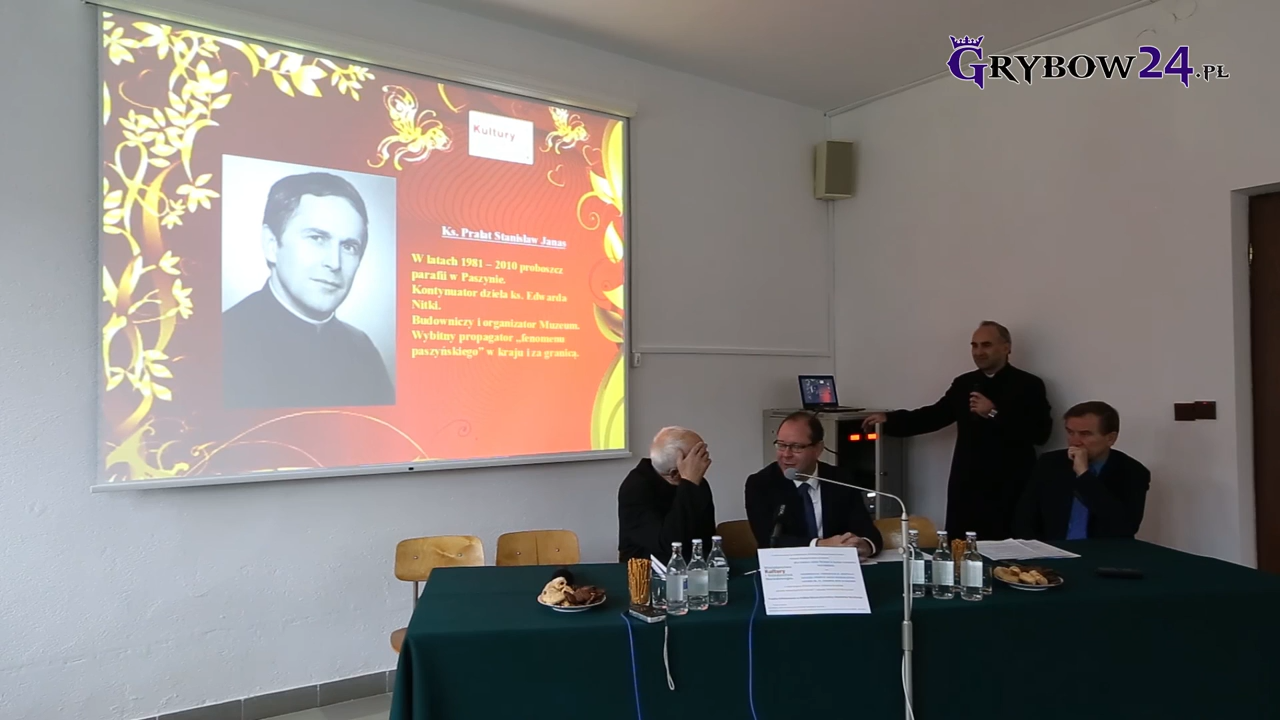 GRYBOW24.PL
Kultury
Ks. Prałat Stanisław Janas
W latach 1981 – 2010 proboszcz
parafii w Paszynie.
Kontynuator dzieła ks. Edwarda
Nitki.
Budowniczy i organizator Muzeum.
Wybitny propagator „fenomenu
paszyńskiego” w kraju i za granicą.
Kultury